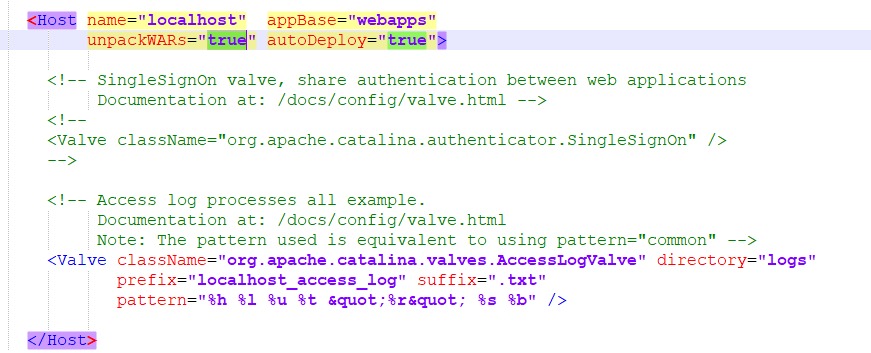 <Host name="localhost"  appBase="webapps"
unpackWARs="true" autoDeploy="true">
<!-- SingleSignOn valve, share authentication between web applications
Documentation at: /docs/config/valve.html -->
<!--
<Valve className="org.apache.catalina.authenticator.SingleSignOn" />
-->
<!-- Access log processes all example.
Documentation at: /docs/config/valve.html
Note: The pattern used is equivalent to using pattern="common" -->
<Valve className="org.apache.catalina.valves.AccessLogValve" directory="logs"
prefix="localhost_access_log" suffix=".txt"
pattern="%h %l %u %t &quot;%r&quot; %s %b" />
</Host>